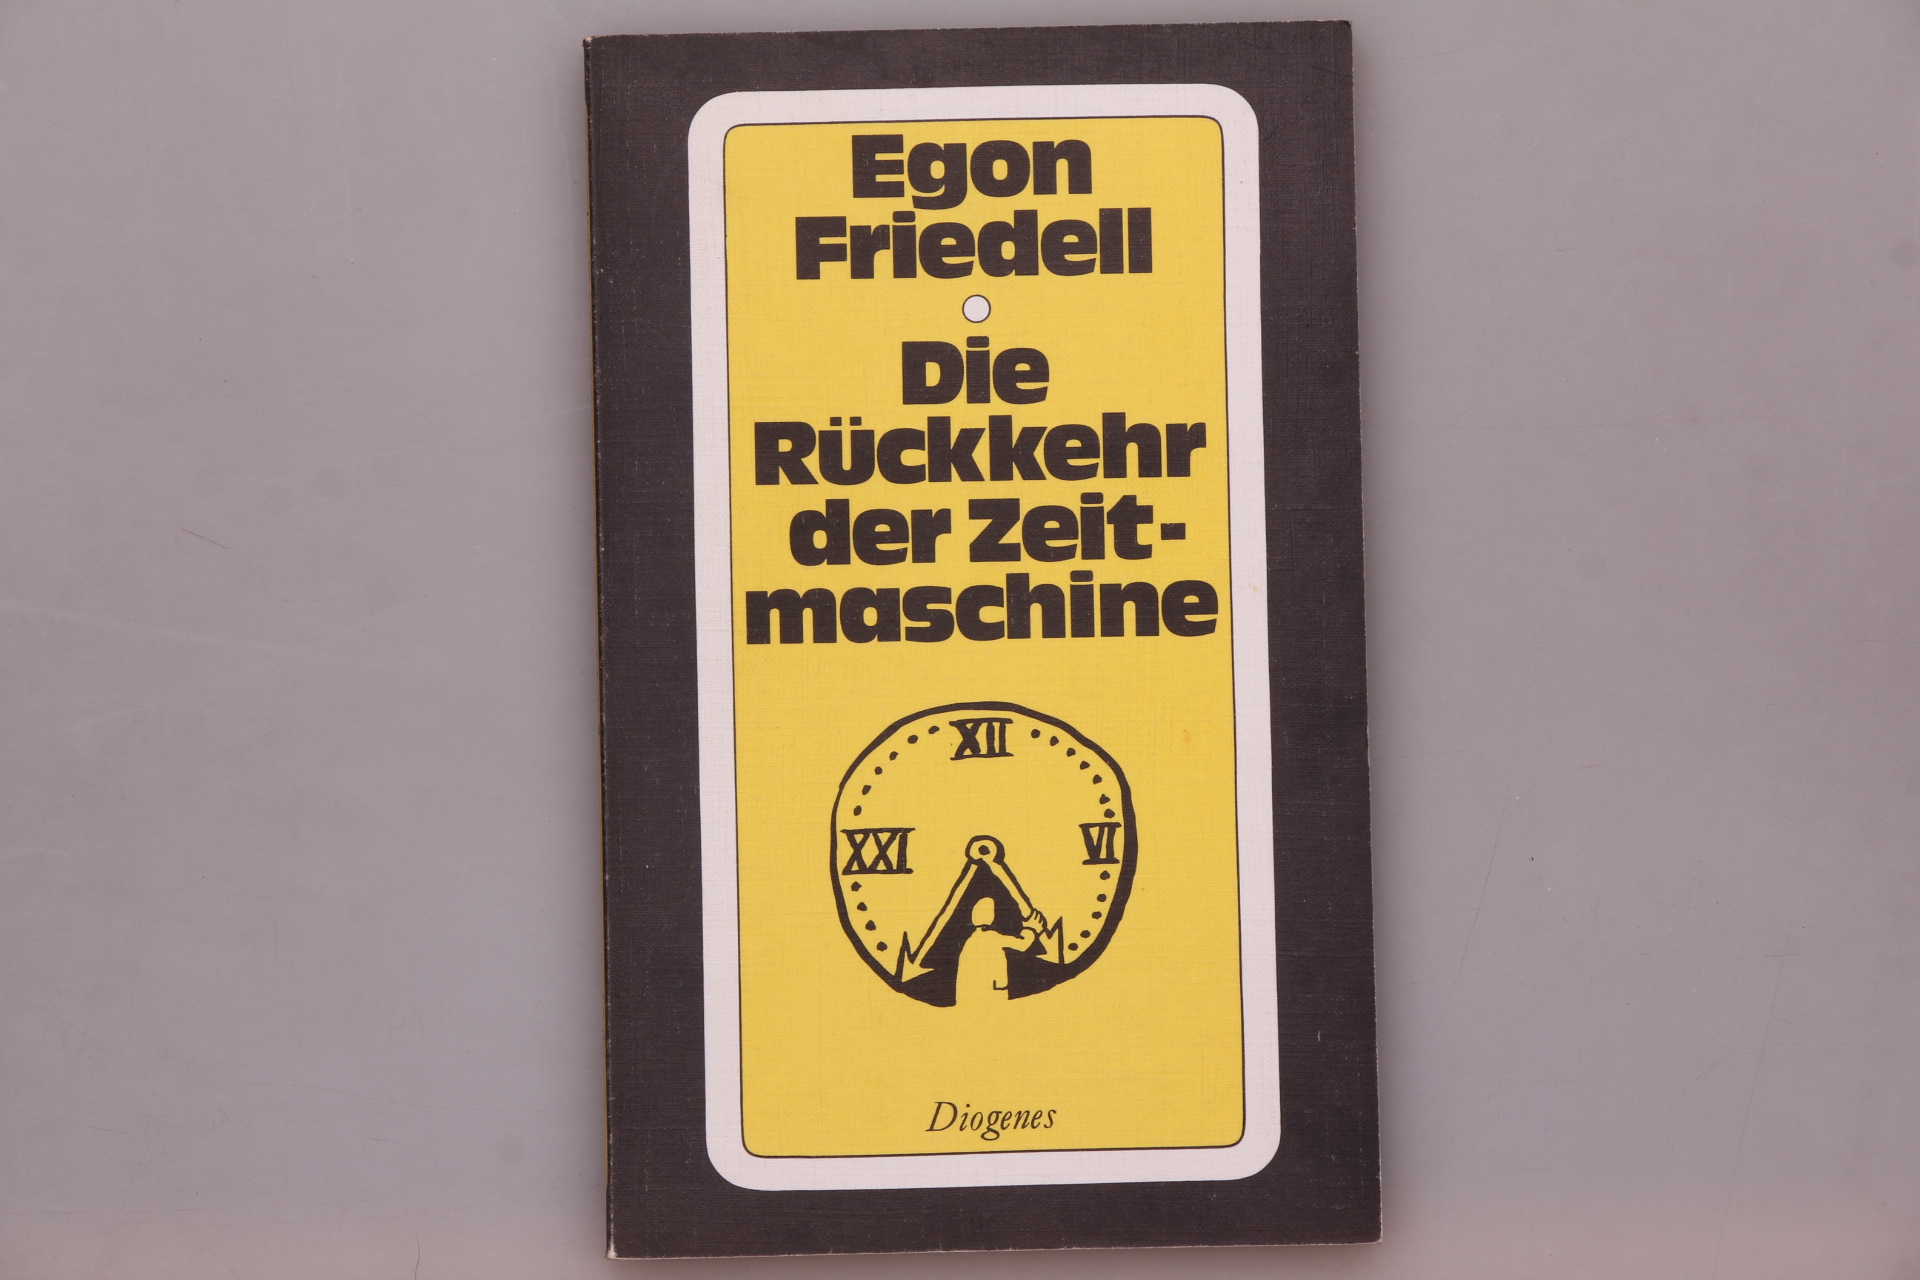 Egon
Friedell
Die
Rückkehr
der Zeit-
maschine
XII
XXI
VI
Diogenes